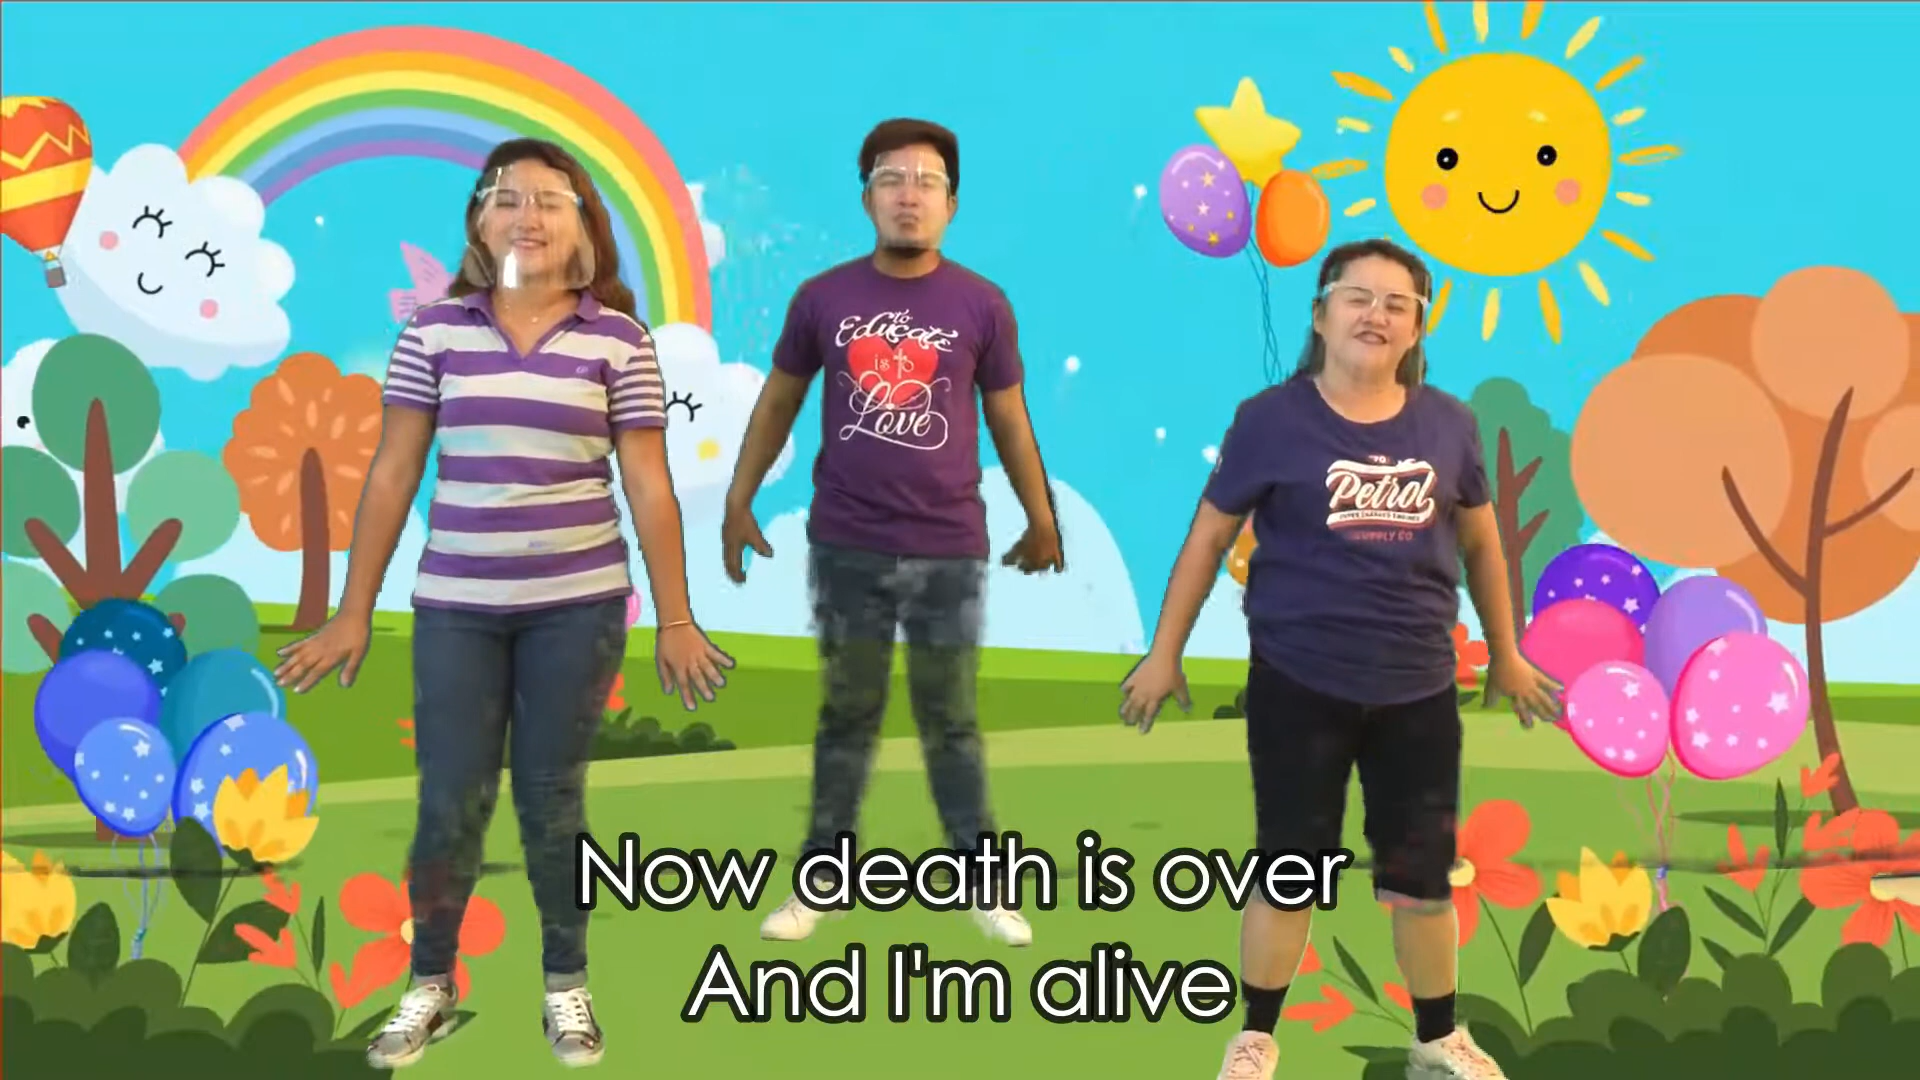 to
Educate
is to
Love
Petrol
SUPPLY CO.
Now death is over
And I'm alive